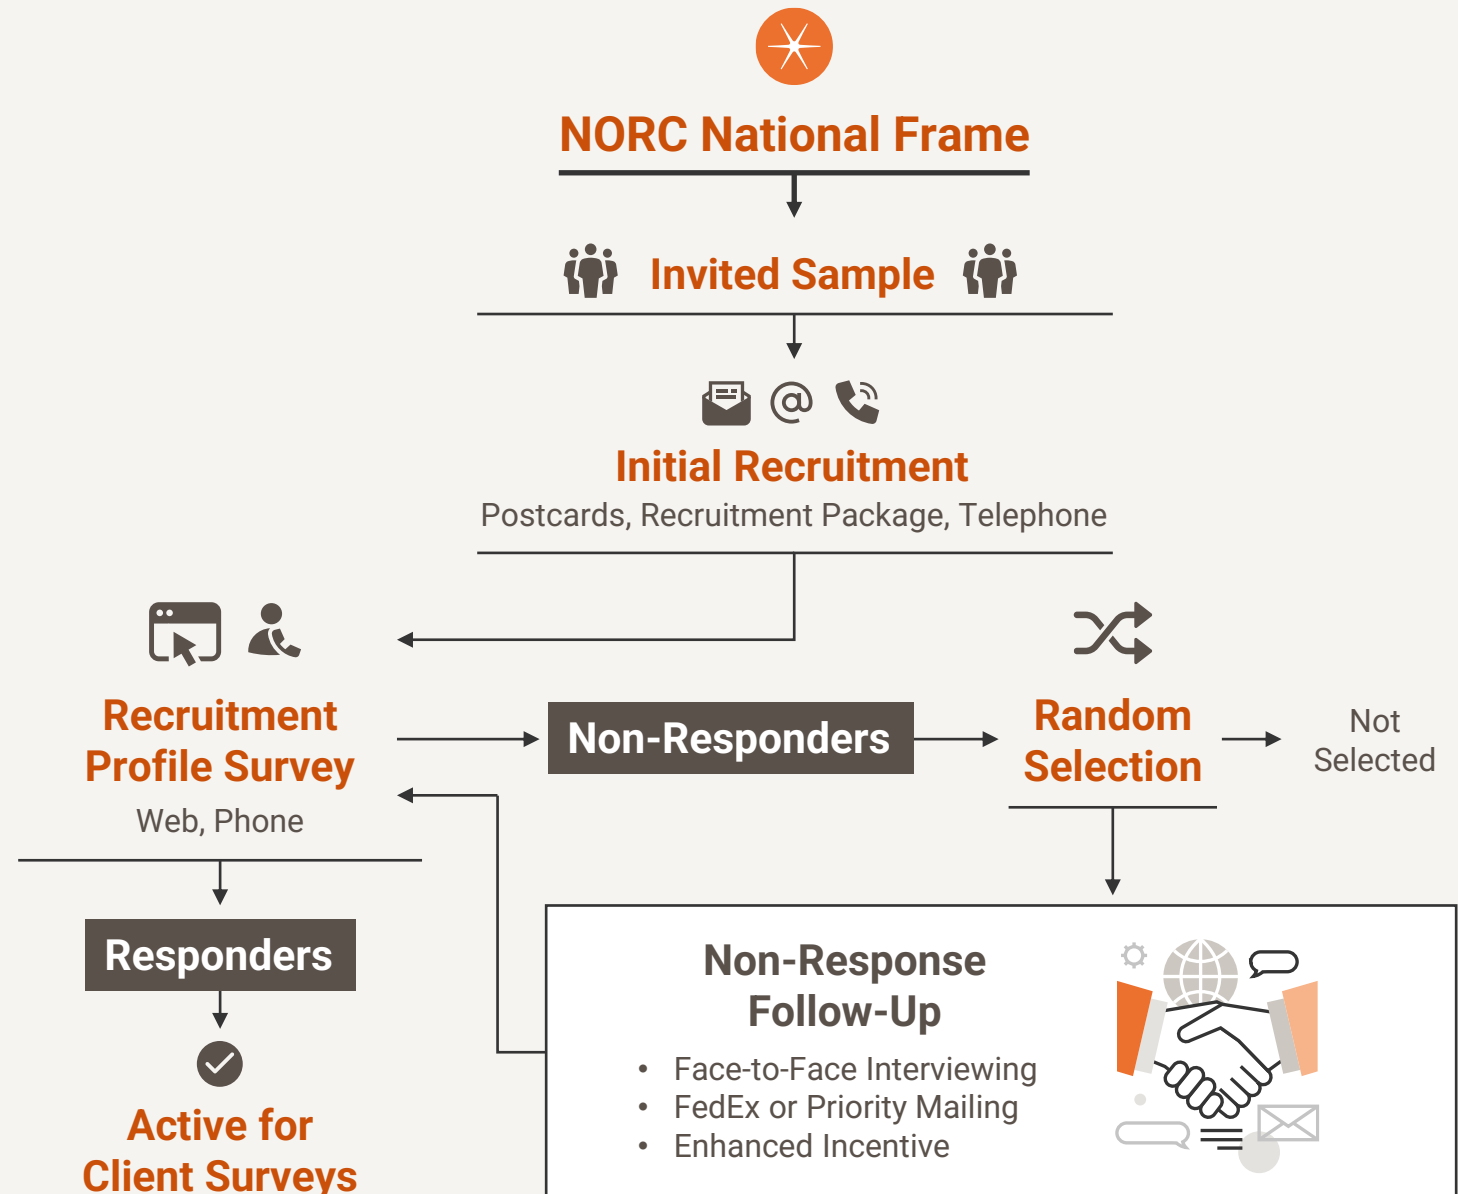 NORC National Frame
Invited Sample
Initial Recruitment
Postcards, Recruitment Package, Telephone
Recruitment
Profile Survey
Web, Phone
Non-Responders
Random
Selection
Not
Selected
Responders
Active for
Client Surveys
Non-Response
Follow-Up
• Face-to-Face Interviewing
• FedEx or Priority Mailing
• Enhanced Incentive